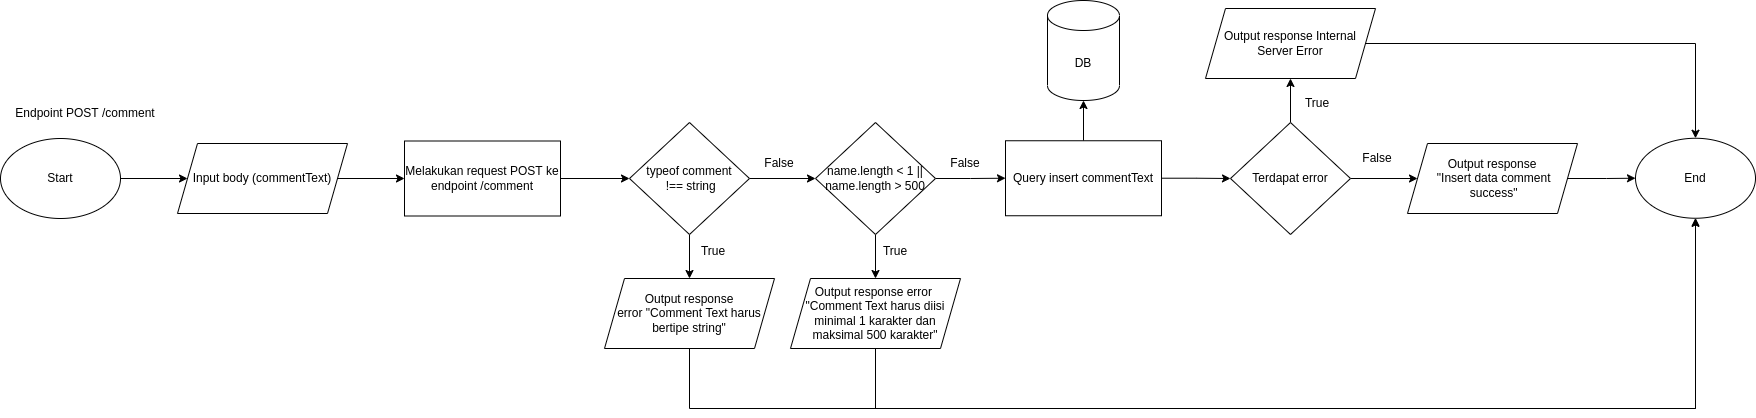 Endpoint POST /comment
Start
Input body (commentText)
Melakukan request POST ke
endpoint /comment
typeof comment
!== string
False
True
Output response
error "Comment Text harus
bertipe string"
name.length < 1 ||
name.length > 500
False
True
Output response error
"Comment Text harus diisi
minimal 1 karakter dan
maksimal 500 karakter"
Query insert commentText
DB
Terdapat error
True
Output response Internal
Server Error
False
Output response
"Insert data comment
success"
End